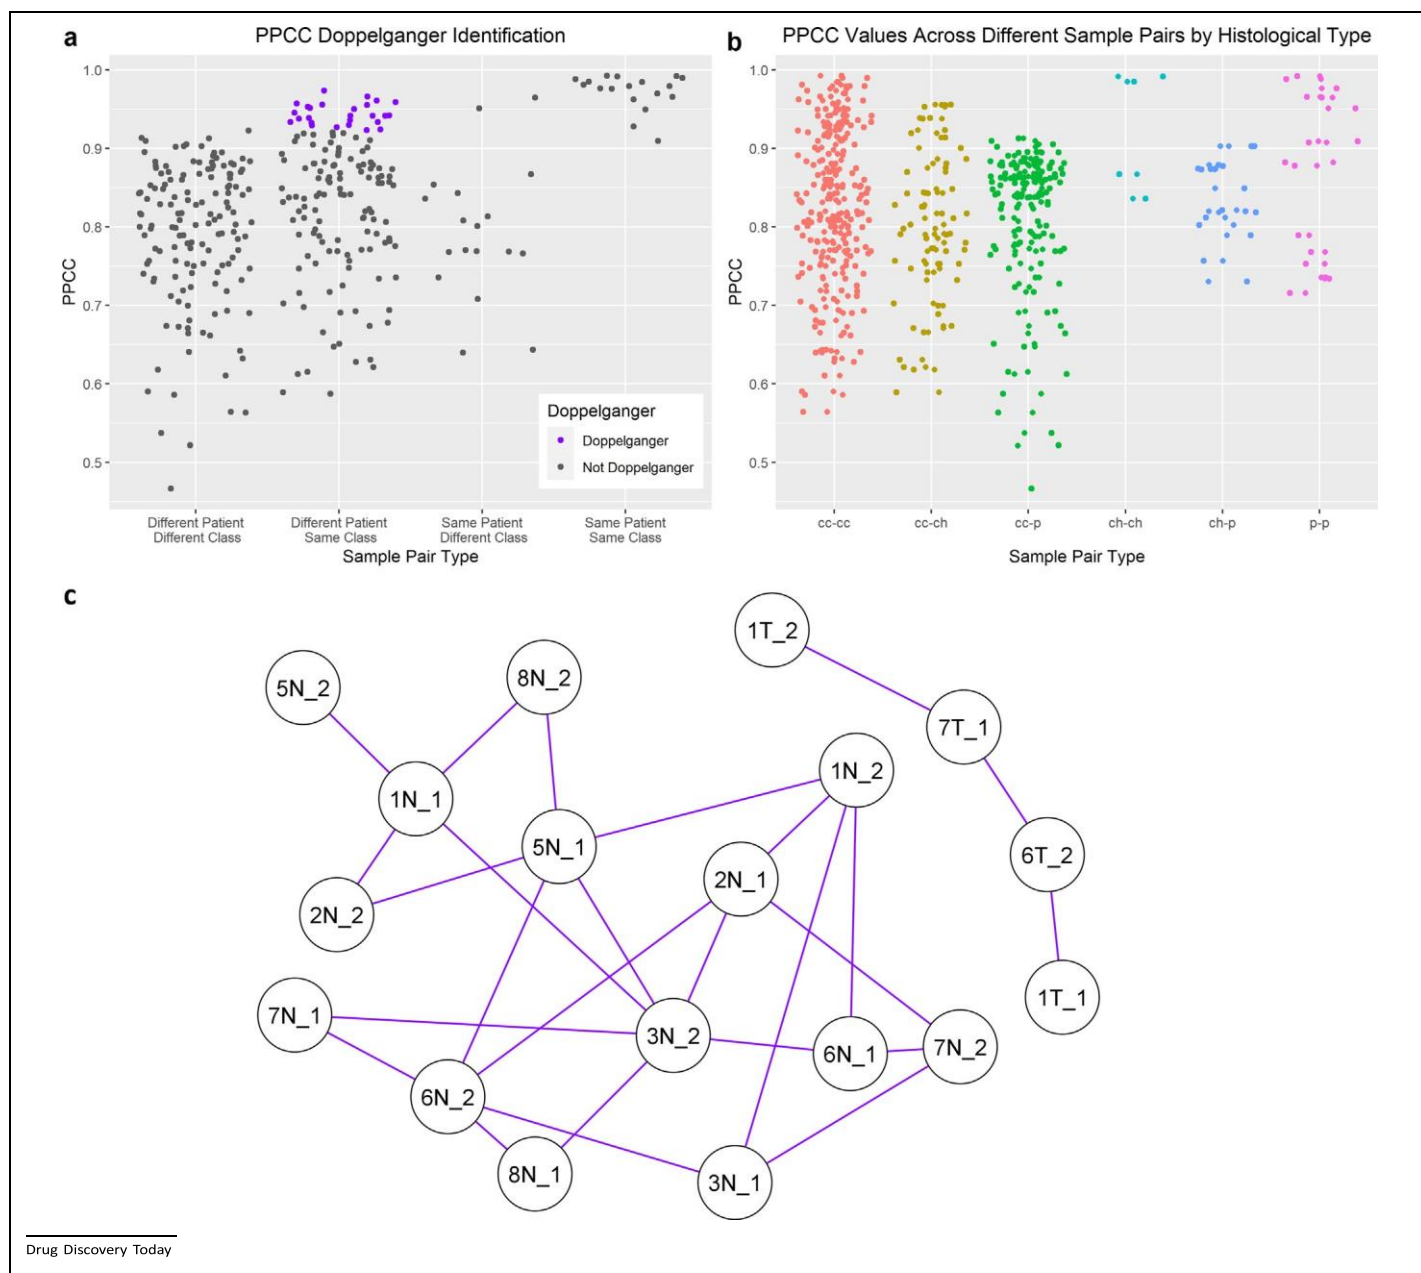 a
PPCC Doppelganger Identification
1.0
0.9
0.8
0.7
0.6
0.5
PPCC
Doppelganger
Doppelganger
Not Doppelganger
Different Patient
Different Class
Different Patient
Same Class
Same Patient
Different Class
Same Patient
Same Class
Sample Pair Type
b
PPCC Values Across Different Sample Pairs by Histological Type
1.0
0.9
0.8
0.7
0.6
0.5
PPCC
cc-cc
cc-ch
cc-p
ch-ch
ch-p
p-p
Sample Pair Type
c
1T_2
5N_2
8N_2
7T_1
1N_2
1N_1
5N_1
6T_2
2N_1
2N_2
1T_1
7N_1
3N_2
6N_1
7N_2
6N_2
8N_1
3N_1
Drug Discovery Today